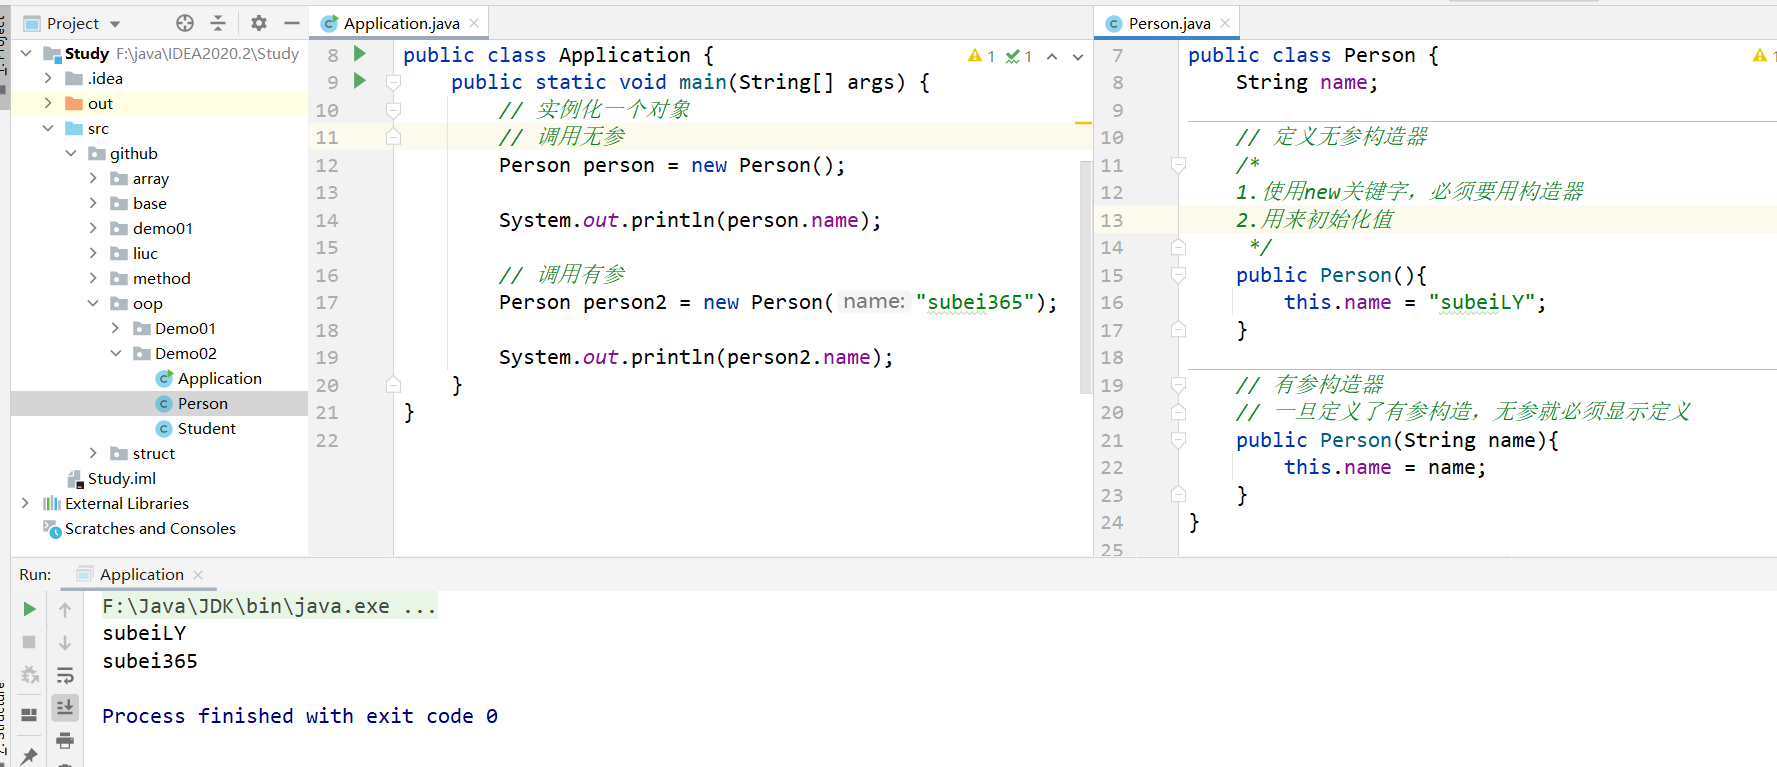 Project
Study F:\java\IDEA2020.2\Study
.idea
out
src
github
array
base
demo01
liuc
method
oop
Demo01
Demo02
Application
Person
Student
struct
Study.iml
External Libraries
Scratches and Consoles
Application.java
1 1
8 public class Application {
9 public static void main(String[] args) {
10 // 实例化一个对象
11 // 调用无参
12 Person person = new Person();
13
14 System.out.println(person.name);
15
16 // 调用有参
17 Person person2 = new Person( name: "subei365");
18
19 System.out.println(person2.name);
20 }
21 }
22
Person.java
1
7 public class Person {
8 String name;
9
10 // 定义无参构造器
11 /*
12 1.使用new关键字，必须要用构造器
13 2.用来初始化值
14 */
15 public Person(){
16 this.name = "subeiLY";
17 }
18
19 // 有参构造器
20 // 一旦定义了有参构造，无参就必须显示定义
21 public Person(String name){
22 this.name = name;
23 }
24 }
25
Run: Application
F:\Java\JDK\bin\java.exe ...
subeiLY
subei365
Process finished with exit code 0